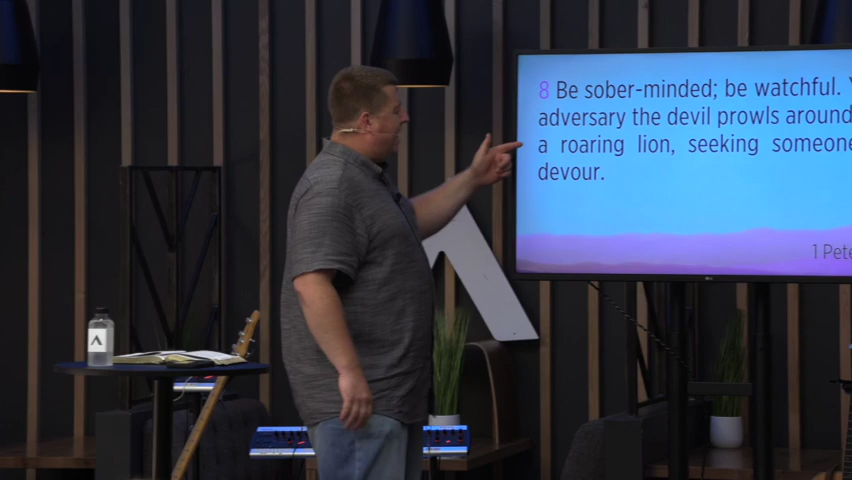 8 Be sober-minded; be watchful.
adversary the devil prowls around
a roaring lion, seeking someone
devour.
1 Pete